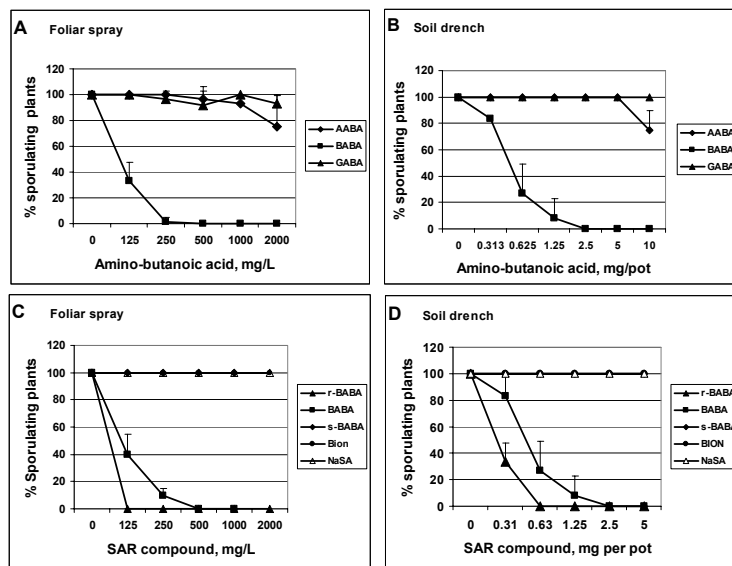 A Foliar spray
% sporulating plants
120
100
80
60
40
20
0
0 125 250 500 1000 2000
Amino-butanoic acid, mg/L
AABA
BABA
GABA
B Soil drench
% sporulating plants
120
100
80
60
40
20
0
0 0.313 0.625 1.25 2.5 5 10
Amino-butanoic acid, mg/pot
AABA
BABA
GABA
C Foliar spray
% Sporulating plants
120
100
80
60
40
20
0
0 125 250 500 1000 2000
SAR compound, mg/L
r-BABA
BABA
s-BABA
Bion
NaSA
D Soil drench
% Sporulating plants
120
100
80
60
40
20
0
0 0.31 0.63 1.25 2.5 5
SAR compound, mg per pot
r-BABA
BABA
s-BABA
BION
NaSA